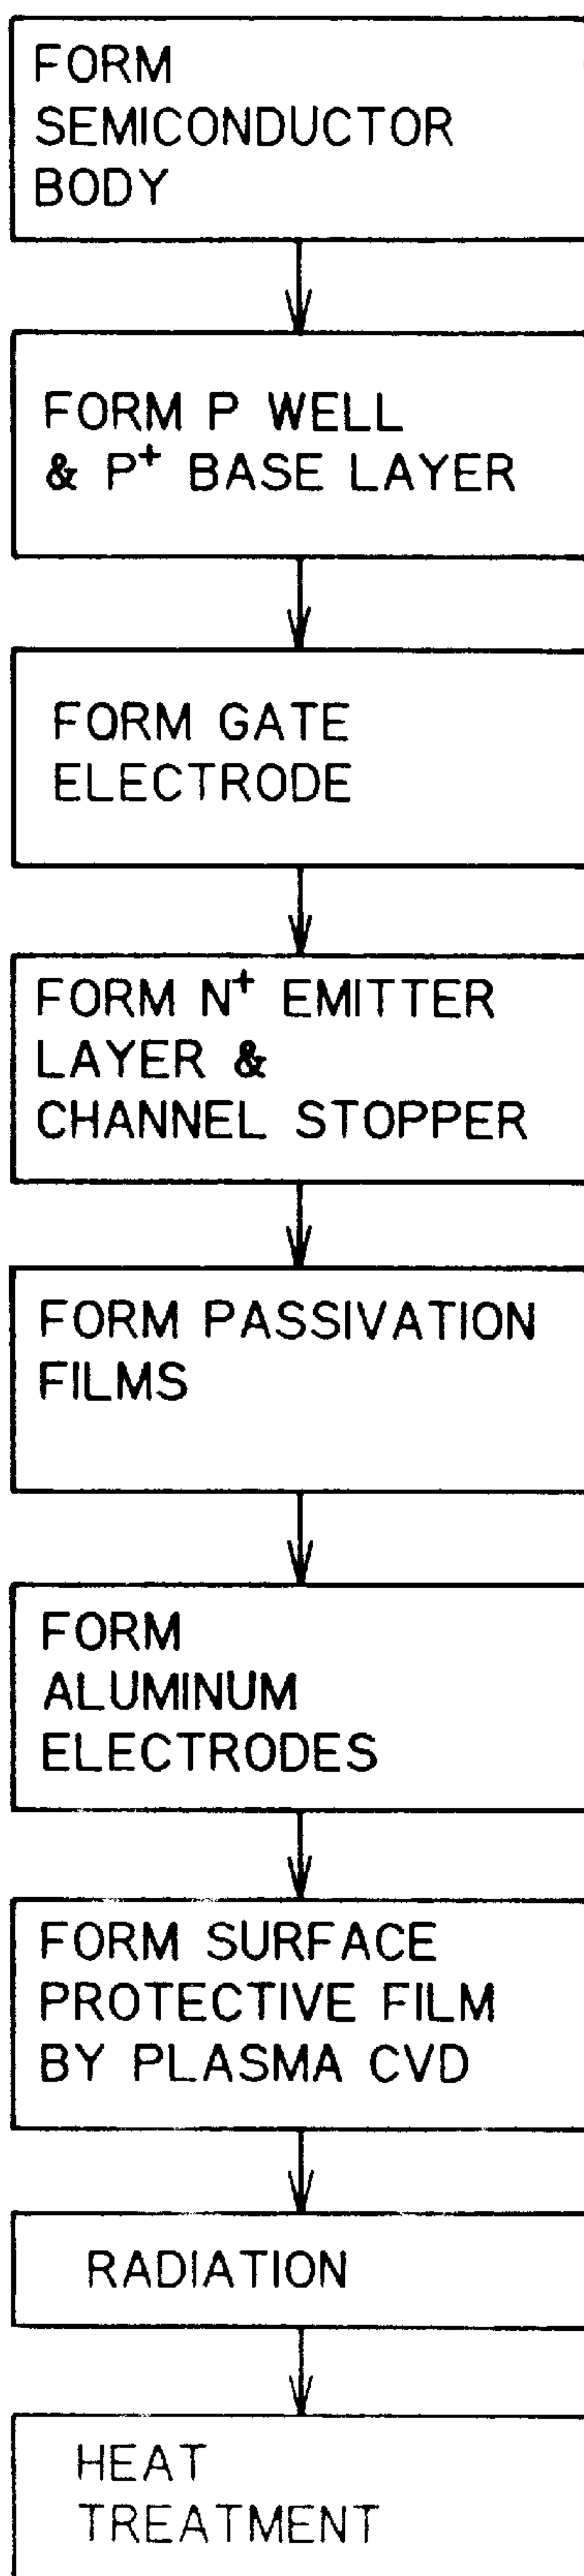 FORM
SEMICONDUCTOR
BODY
FORM P WELL
& P⁺ BASE LAYER
FORM GATE
ELECTRODE
FORM N⁺ EMITTER
LAYER &
CHANNEL STOPPER
FORM PASSIVATION
FILMS
FORM
ALUMINUM
ELECTRODES
FORM SURFACE
PROTECTIVE FILM
BY PLASMA CVD
RADIATION
HEAT
TREATMENT